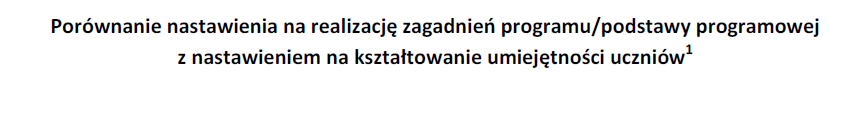 Porównanie nastawienia na realizację zagadnień programu/podstawy programowej
z nastawieniem na kształtowanie umiejętności uczniów¹